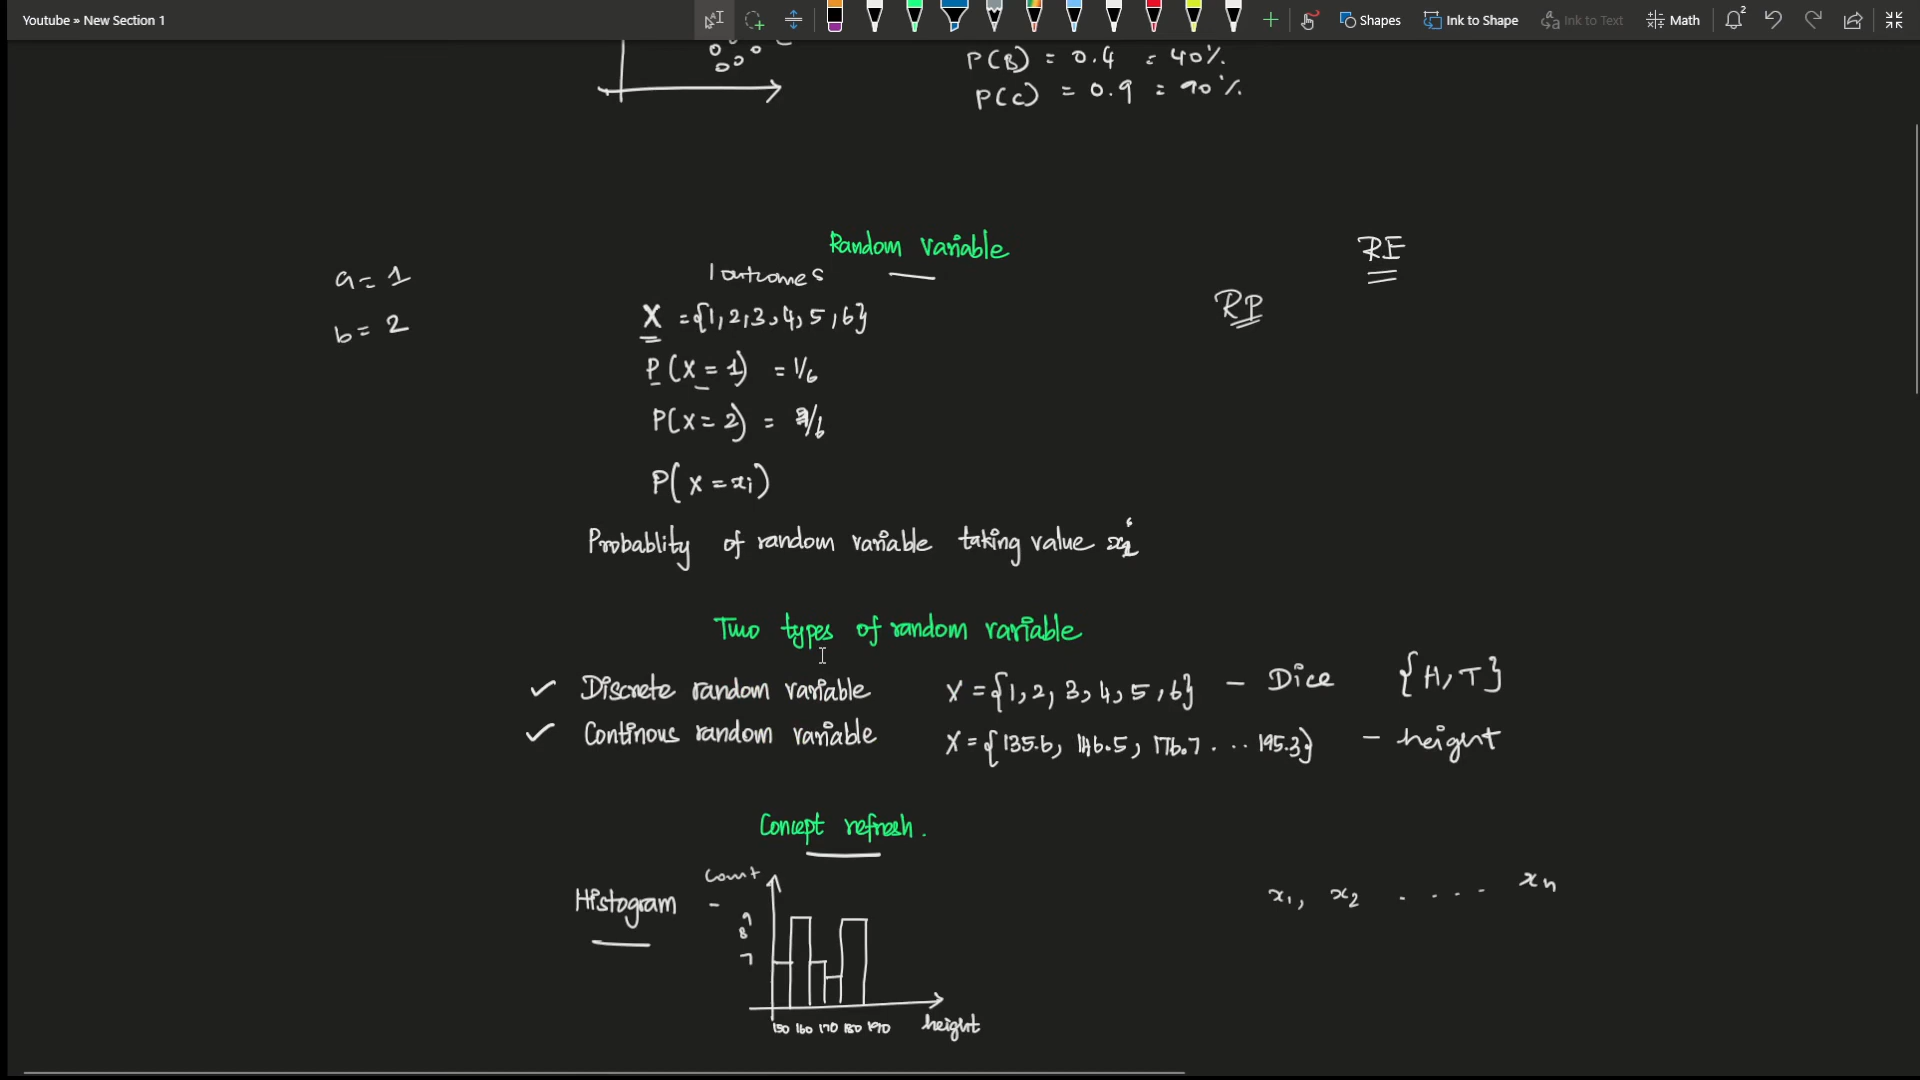 Youtube » New Section 1
Shapes
Ink to Shape
Ink to Text
Math
2
P(B) = 0.4 = 40%
P(C) = 0.9 = 90%
Random variable
RE
RP
a = 1
b = 2
outcomes
X = {1, 2, 3, 4, 5, 6}
P(X = 1) = 1/6
P(X = 2) =
P(X = xi)
Probablity of random variable taking value
Two types of random variable
✓ Discrete random variable X = {1, 2, 3, 4, 5, 6} - Dice {H, T}
✓ Continous random variable X = {135.6, 146.5, 176.7 . . . 195.3} - height
Concept refresh.
Count
Histogram -
9
8
7
x1, x2 . . . . . xn
150 160 170 180 190 height